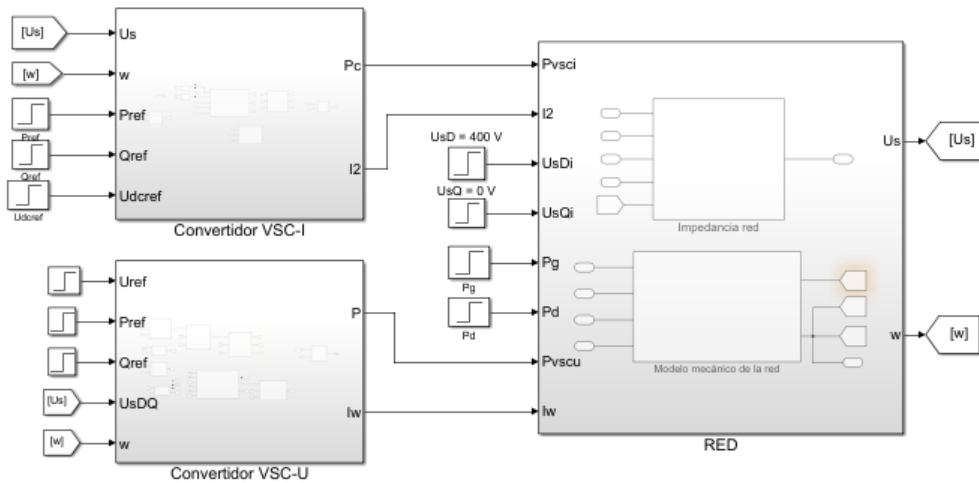 [Us]
Us
[w]
w
Pref
Pref
Qref
Qref
Udcref
Udcref
Pc
I2
Convertidor VSC-I
Uref
Pref
Qref
[Us]
UsDQ
[w]
w
P
Iw
Convertidor VSC-U
UsD = 400 V
UsQ = 0 V
Pg
Pd
Pvsci
I2
UsDi
UsQi
Pg
Pd
Pvscu
Iw
Impedancia red
Modelo mecánico de la red
Us
w
RED
[Us]
[w]